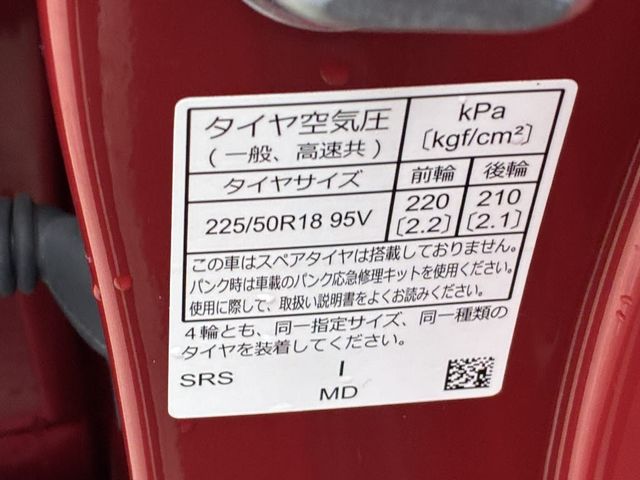 タイヤ空気圧
(一般、高速共)
kPa
〔kgf/cm²〕
タイヤサイズ 前輪 後輪
225/50R18 95V 220 210
〔2.2〕 〔2.1〕
この車はスペアタイヤは搭載しておりません。
パンク時は車載のパンク応急修理キットを使用ください。
使用に際して、取扱い説明書をよくお読みください。
4輪とも、同一指定サイズ、同一種類の
タイヤを装着してください。
SRS I
MD